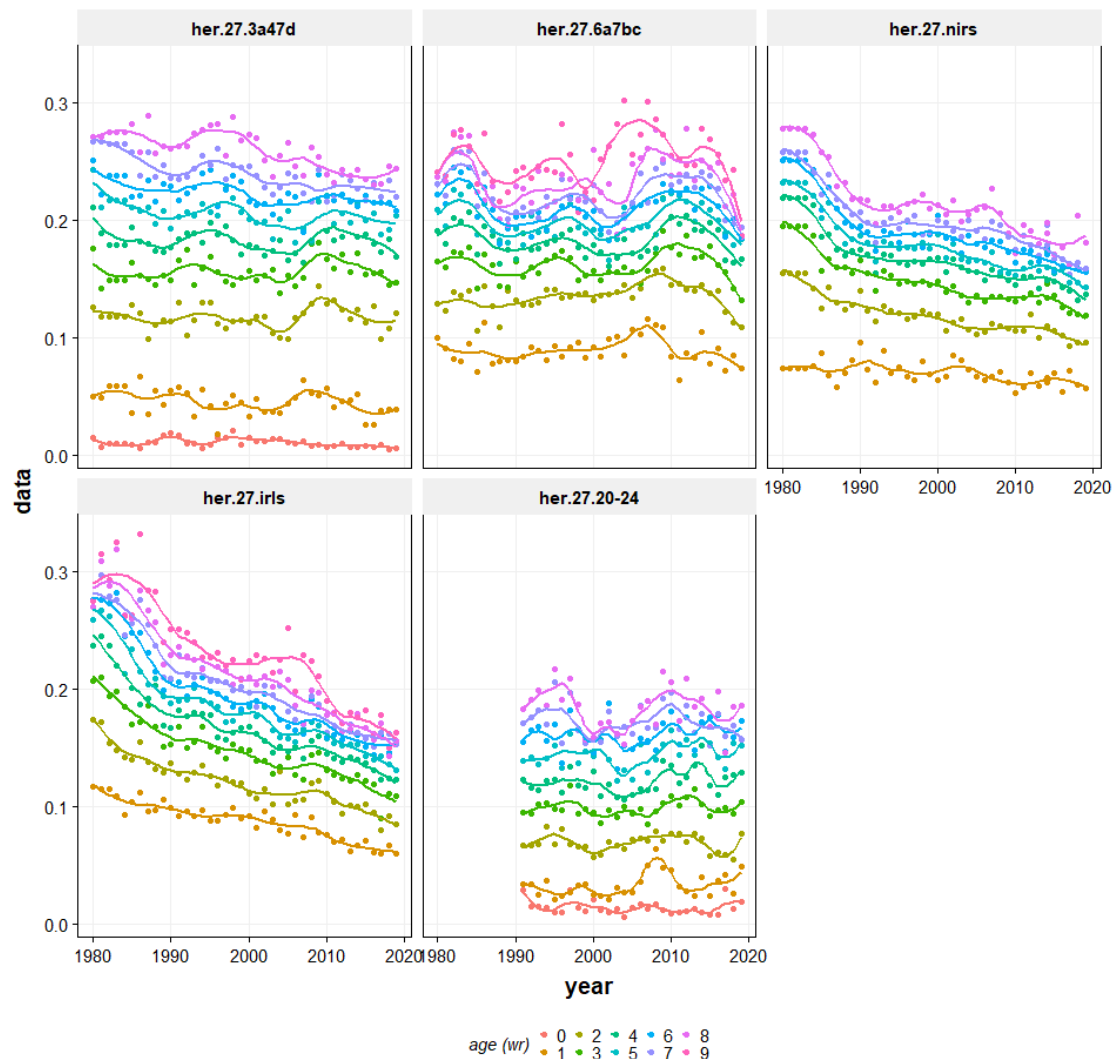 her.27.3a47d her.27.6a7bc her.27.nirs
0.3
0.2
0.1
0.0
1980 1990 2000 2010 2020
data
her.27.irls her.27.20-24
0.3
0.2
0.1
0.0
1980 1990 2000 2010 2020 1980 1990 2000 2010 2020
year
age (wr) 0 2 4 6 8
1 3 5 7 9